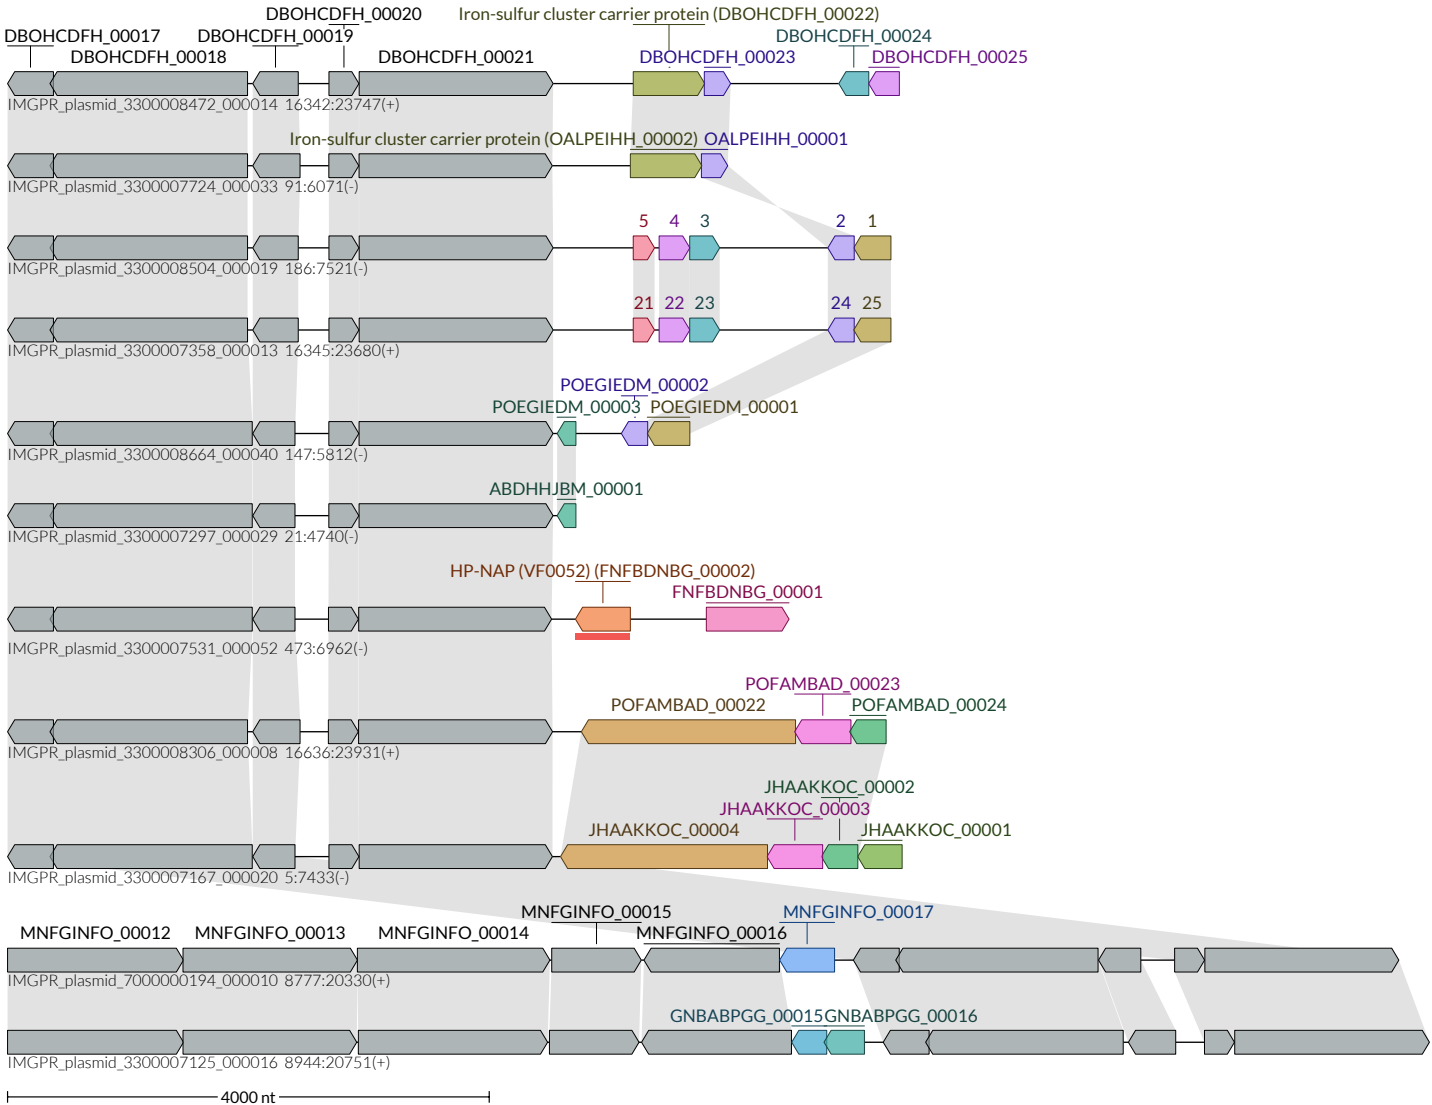 DBOHCDFH_00020 Iron-sulfur cluster carrier protein (DBOHCDFH_00022)
DBOHCDFH_00017 DBOHCDFH_00019 DBOHCDFH_00024
DBOHCDFH_00018 DBOHCDFH_00021 DBOHCDFH_00023 DBOHCDFH_00025
IMGPR_plasmid_3300008472_000014 16342:23747(+)
Iron-sulfur cluster carrier protein (OALPEIHH_00002) OALPEIHH_00001
IMGPR_plasmid_3300007724_000033 91:6071(-)
5 4 3 2 1
IMGPR_plasmid_3300008504_000019 186:7521(-)
21 22 23 24 25
IMGPR_plasmid_3300007358_000013 16345:23680(+)
POEGIEDM_00002
POEGIEDM_00003 POEGIEDM_00001
IMGPR_plasmid_3300008664_000040 147:5812(-)
ABDHHJBM_00001
IMGPR_plasmid_3300007297_000029 21:4740(-)
HP-NAP (VF0052) (FNFBDNBG_00002)
FNFBDNBG_00001
IMGPR_plasmid_3300007531_000052 473:6962(-)
POFAMBAD_00023
POFAMBAD_00022 POFAMBAD_00024
IMGPR_plasmid_3300008306_000008 16636:23931(+)
JHAAKKOC_00002
JHAAKKOC_00003
JHAAKKOC_00004 JHAAKKOC_00001
IMGPR_plasmid_3300007167_000020 5:7433(-)
MNFGINFO_00015 MNFGINFO_00017
MNFGINFO_00012 MNFGINFO_00013 MNFGINFO_00014 MNFGINFO_00016
IMGPR_plasmid_7000000194_000010 8777:20330(+)
GNBABPGG_00015 GNBABPGG_00016
IMGPR_plasmid_3300007125_000016 8944:20751(+)
4000 nt